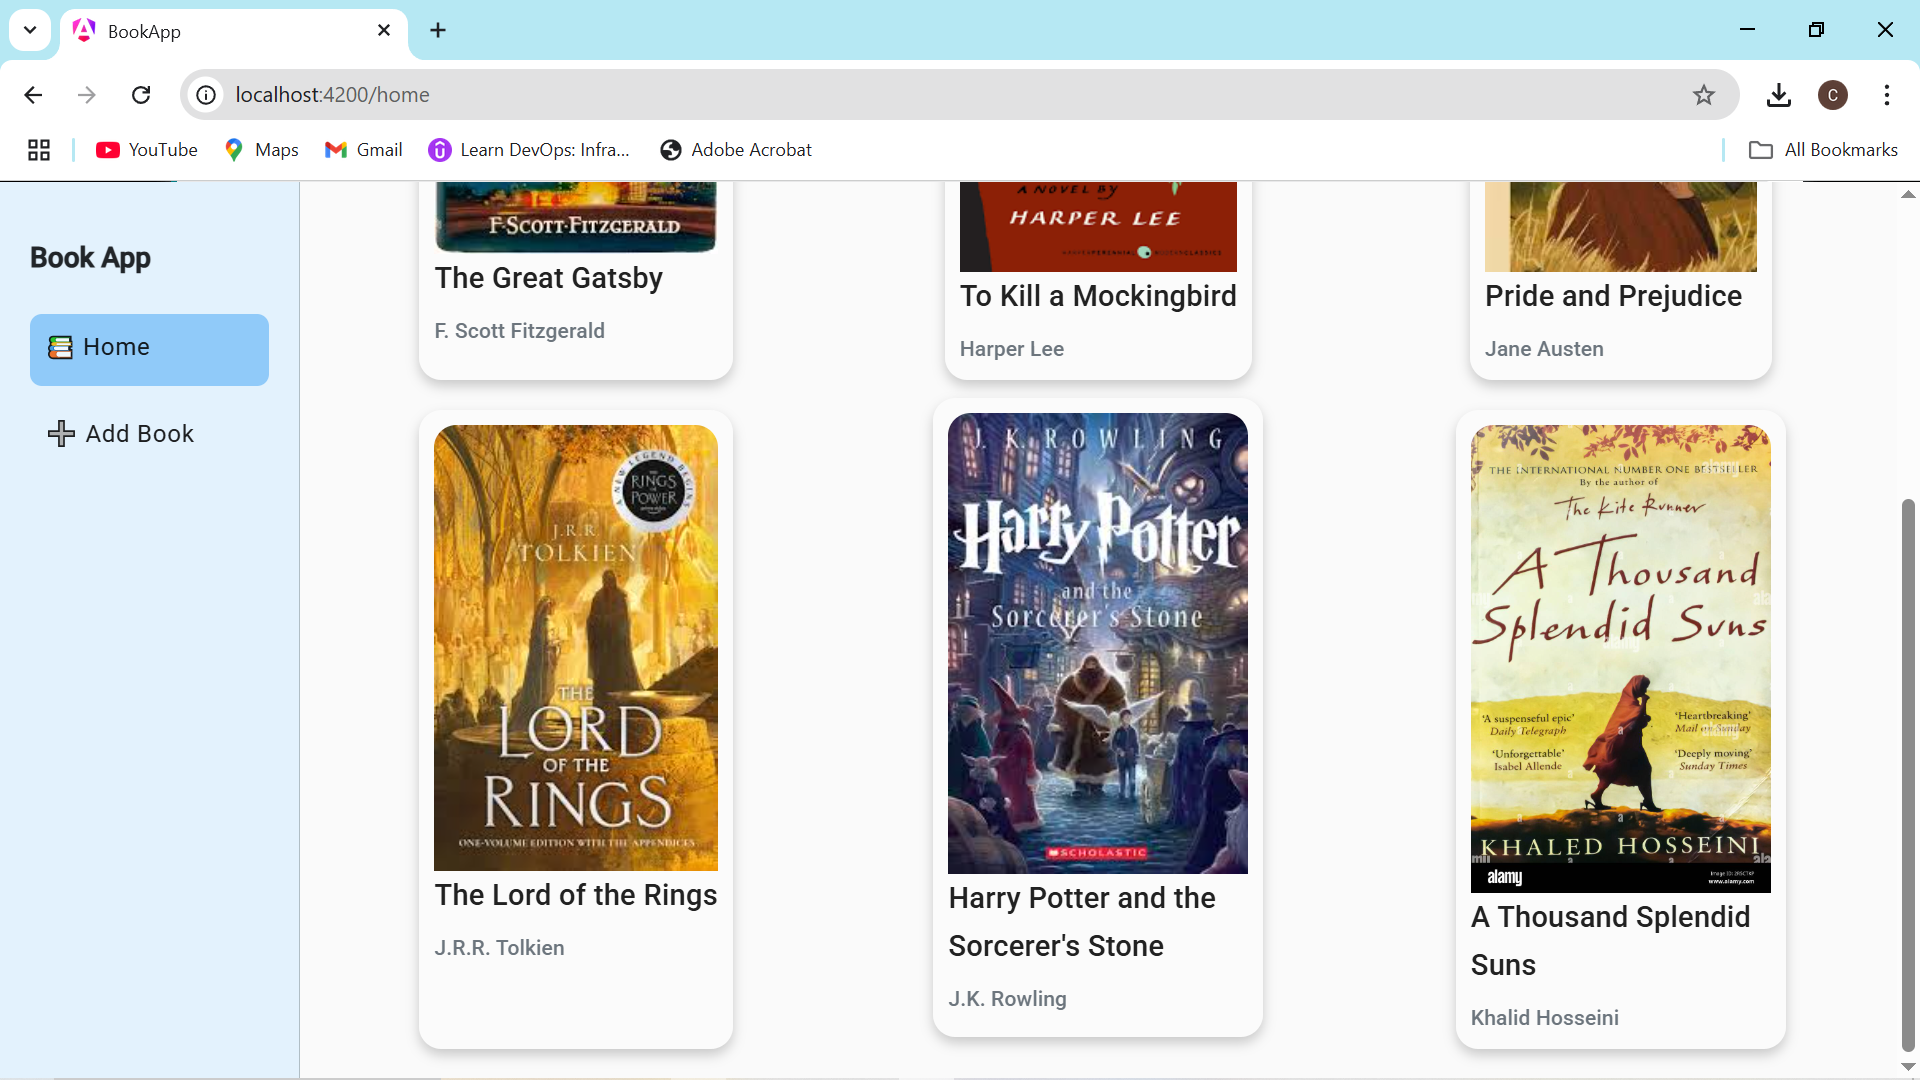 BookApp
localhost:4200/home
YouTube
Maps
Gmail
Learn DevOps: Infra...
Adobe Acrobat
All Bookmarks
Book App
Home
Add Book
F·SCOTT·FITZGERALD
The Great Gatsby
F. Scott Fitzgerald
A NOVEL BY
HARPER LEE
To Kill a Mockingbird
Harper Lee
Pride and Prejudice
Jane Austen
A NEW LEGEND BEGINS
THE
RINGS
OF
POWER
J.R.R.
TOLKIEN
THE
LORD
OF THE
RINGS
ONE-VOLUME EDITION WITH THE APPENDICES
The Lord of the Rings
J.R.R. Tolkien
J. K. ROWLING
Harry Potter
and the
Sorcerer's Stone
SCHOLASTIC
Harry Potter and the
Sorcerer's Stone
J.K. Rowling
THE INTERNATIONAL NUMBER ONE BESTSELLER
By the author of
The Kite Runner
A Thousand
Splendid Suns
'A suspenseful epic'
Daily Telegraph
'Heartbreaking'
Mail on Sunday
'Unforgettable'
Isabel Allende
'Deeply moving'
Sunday Times
KHALED HOSSEINI
alamy
www.alamy.com
A Thousand Splendid
Suns
Khalid Hosseini
C